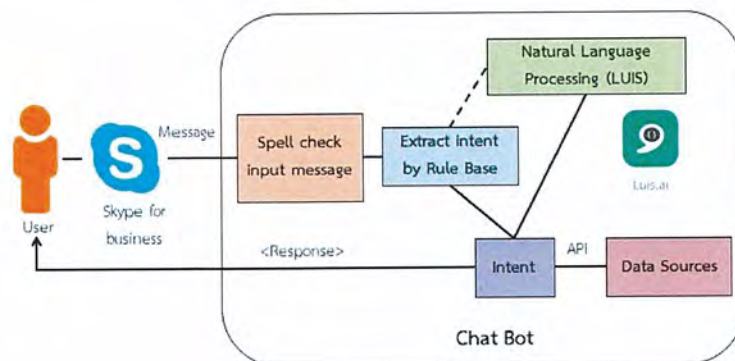 Natural Language
Processing (LUIS)
Message
Spell check
input message
Extract intent
by Rule Base
S
Luis.ai
User
Skype for
business
<Response>
Intent
API
Data Sources
Chat Bot